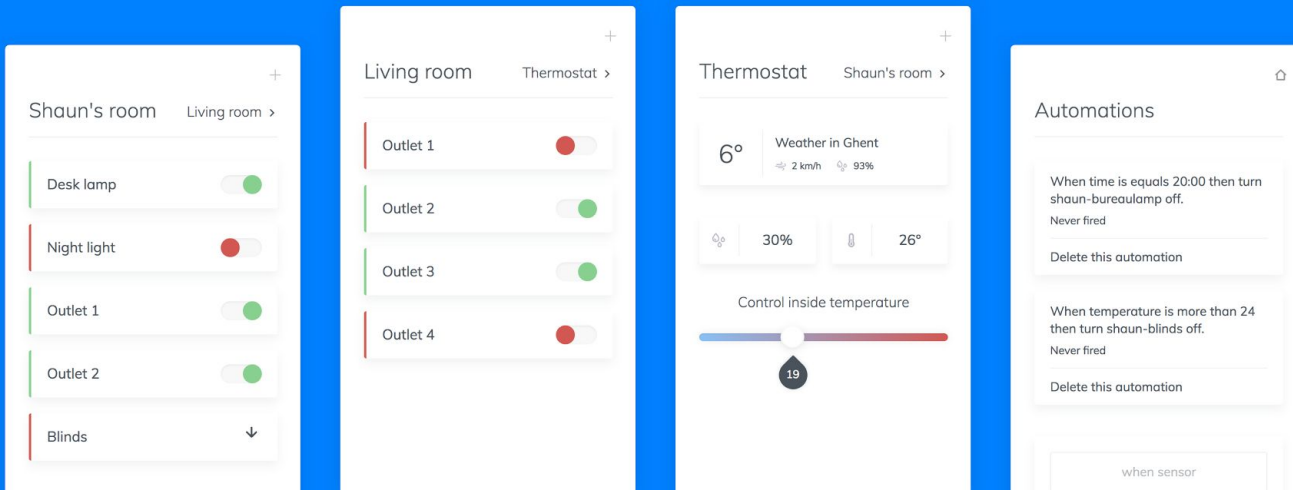 Shaun's room
Living room >
Desk lamp
Night light
Outlet 1
Outlet 2
Blinds
Living room
Thermostat >
Outlet 1
Outlet 2
Outlet 3
Outlet 4
Thermostat
Shaun's room >
6°
Weather in Ghent
2 km/h
93%
30%
26°
Control inside temperature
19
Automations
When time is equals 20:00 then turn
shaun-bureaulamp off.
Never fired
Delete this automation
When temperature is more than 24
then turn shaun-blinds off.
Never fired
Delete this automation
when sensor